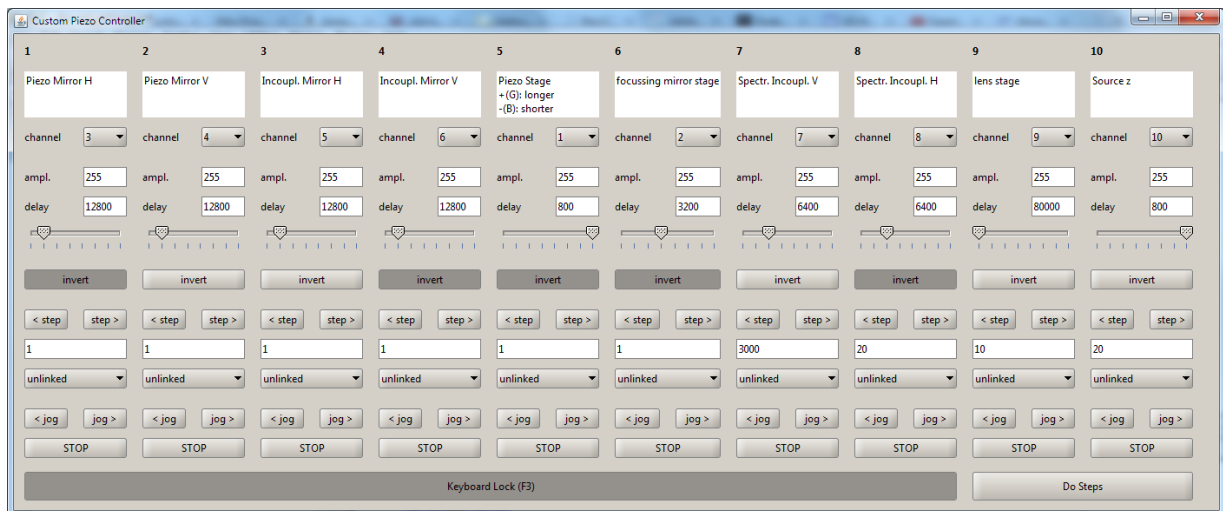 Custom Piezo Controller
1 2 3 4 5 6 7 8 9 10
Piezo Mirror H Piezo Mirror V Incoupl. Mirror H Incoupl. Mirror V Piezo Stage focussing mirror stage Spectr. Incoupl. V Spectr. Incoupl. H lens stage Source z
+(G): longer
-(B): shorter
channel 3 channel 4 channel 5 channel 6 channel 1 channel 2 channel 7 channel 8 channel 9 channel 10
ampl. 255 ampl. 255 ampl. 255 ampl. 255 ampl. 255 ampl. 255 ampl. 255 ampl. 255 ampl. 255 ampl. 255
delay 12800 delay 12800 delay 12800 delay 12800 delay 800 delay 3200 delay 6400 delay 6400 delay 80000 delay 800
invert invert invert invert invert invert invert invert invert invert
< step step > < step step > < step step > < step step > < step step > < step step > < step step > < step step > < step step > < step step >
1 1 1 1 1 1 3000 20 10 20
unlinked unlinked unlinked unlinked unlinked unlinked unlinked unlinked unlinked unlinked
< jog jog > < jog jog > < jog jog > < jog jog > < jog jog > < jog jog > < jog jog > < jog jog > < jog jog > < jog jog >
STOP STOP STOP STOP STOP STOP STOP STOP STOP STOP
Keyboard Lock (F3) Do Steps